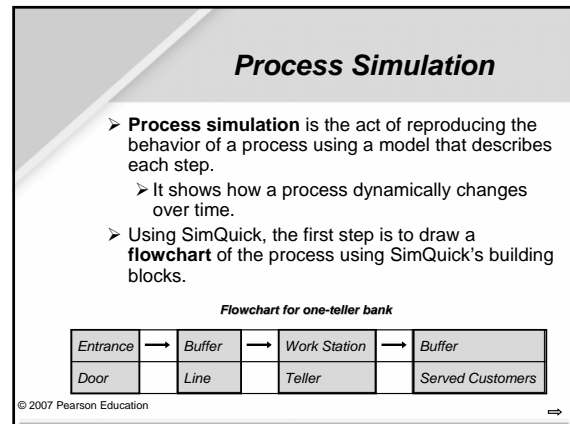 Process Simulation
➢ Process simulation is the act of reproducing the
behavior of a process using a model that describes
each step.
➢ It shows how a process dynamically changes
over time.
➢ Using SimQuick, the first step is to draw a
flowchart of the process using SimQuick's building
blocks.
Flowchart for one-teller bank
Entrance → Buffer → Work Station → Buffer
Door Line Teller Served Customers
© 2007 Pearson Education